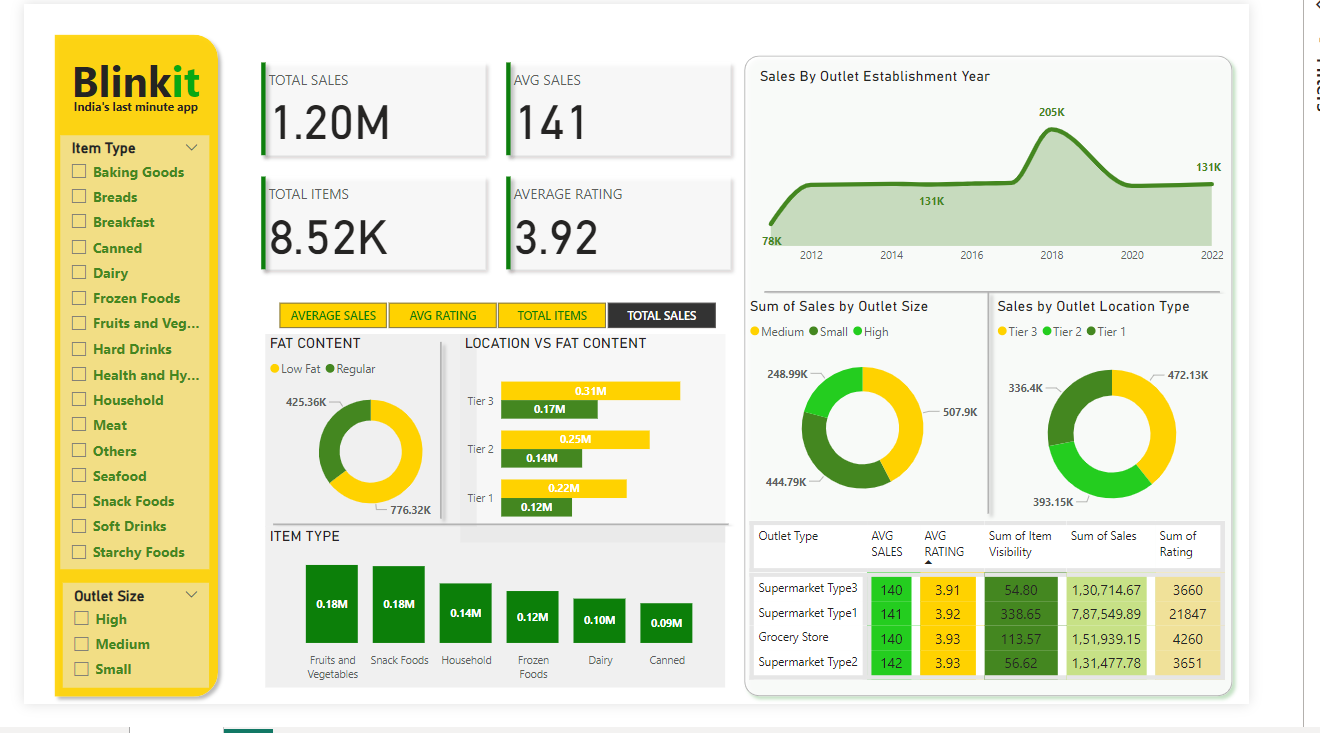 Blinkit
India's last minute app
Item Type
Baking Goods
Breads
Breakfast
Canned
Dairy
Frozen Foods
Fruits and Veg...
Hard Drinks
Health and Hy...
Household
Meat
Others
Seafood
Snack Foods
Soft Drinks
Starchy Foods
Outlet Size
High
Medium
Small
TOTAL SALES
1.20M
AVG SALES
141
TOTAL ITEMS
8.52K
AVERAGE RATING
3.92
AVERAGE SALES
AVG RATING
TOTAL ITEMS
TOTAL SALES
FAT CONTENT
Low Fat
Regular
425.36K
776.32K
LOCATION VS FAT CONTENT
Tier 3
0.31M
0.17M
Tier 2
0.25M
0.14M
Tier 1
0.22M
0.12M
ITEM TYPE
0.18M
0.18M
0.14M
0.12M
0.10M
0.09M
Fruits and
Vegetables
Snack Foods
Household
Frozen
Foods
Dairy
Canned
Sales By Outlet Establishment Year
205K
131K
131K
78K
2012
2014
2016
2018
2020
2022
Sum of Sales by Outlet Size
Medium
Small
High
248.99K
507.9K
444.79K
Sales by Outlet Location Type
Tier 3
Tier 2
Tier 1
336.4K
472.13K
393.15K
Outlet Type AVG SALES AVG RATING Sum of Item Visibility Sum of Sales Sum of Rating
Supermarket Type3 140 3.91 54.80 1,30,714.67 3660
Supermarket Type1 141 3.92 338.65 7,87,549.89 21847
Grocery Store 140 3.93 113.57 1,51,939.15 4260
Supermarket Type2 142 3.93 56.62 1,31,477.78 3651